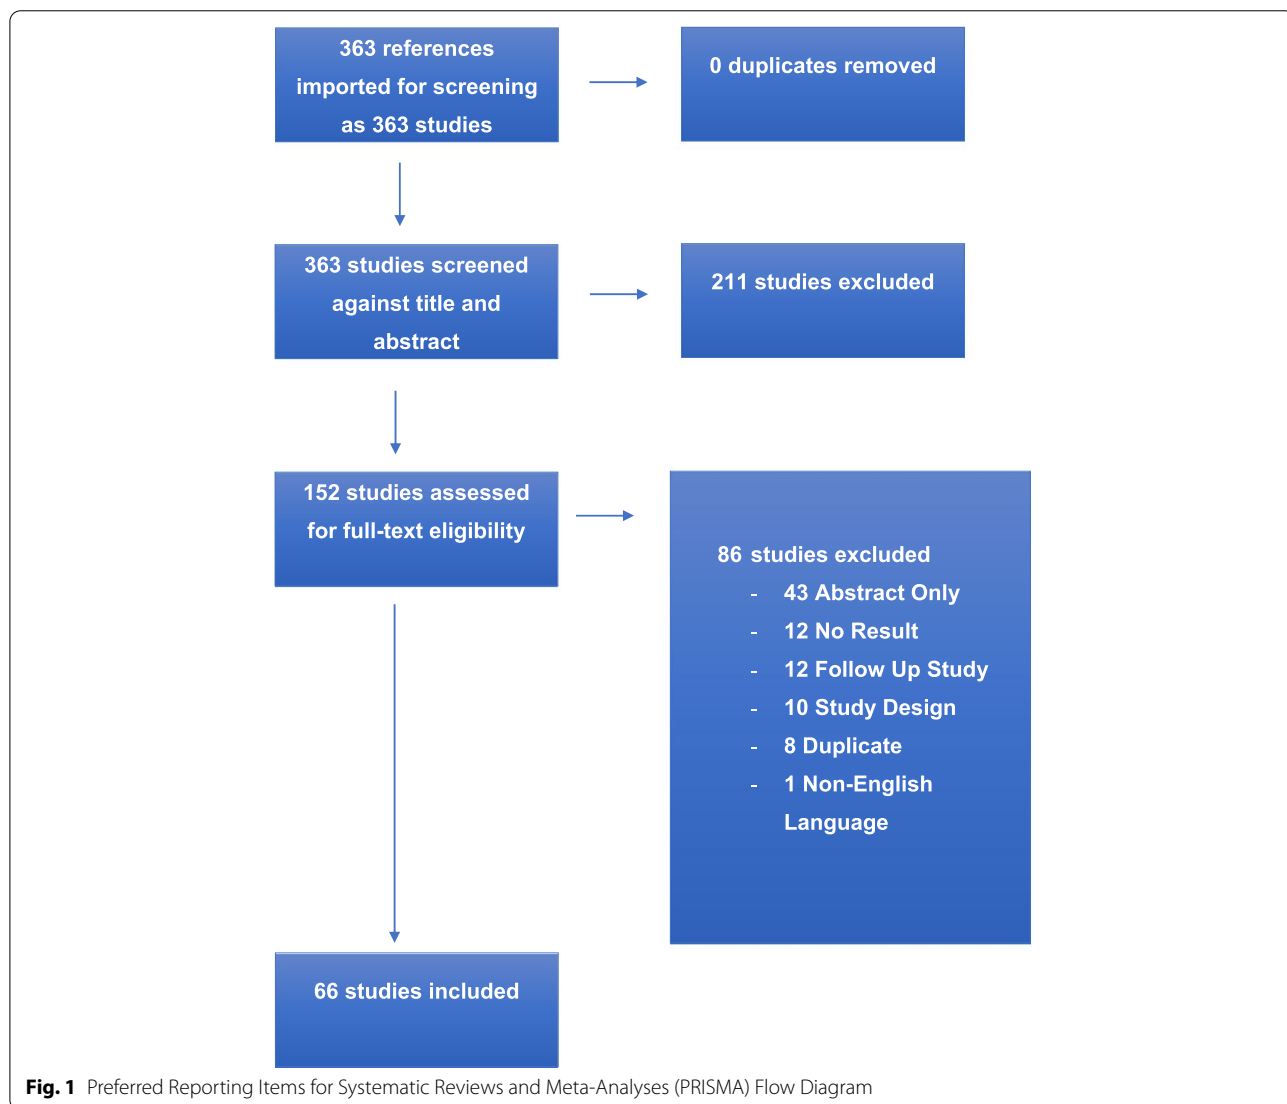 363 references
imported for screening
as 363 studies
0 duplicates removed
363 studies screened
against title and
abstract
211 studies excluded
152 studies assessed
for full-text eligibility
86 studies excluded
- 43 Abstract Only
- 12 No Result
- 12 Follow Up Study
- 10 Study Design
- 8 Duplicate
- 1 Non-English
Language
66 studies included
Fig. 1 Preferred Reporting Items for Systematic Reviews and Meta-Analyses (PRISMA) Flow Diagram